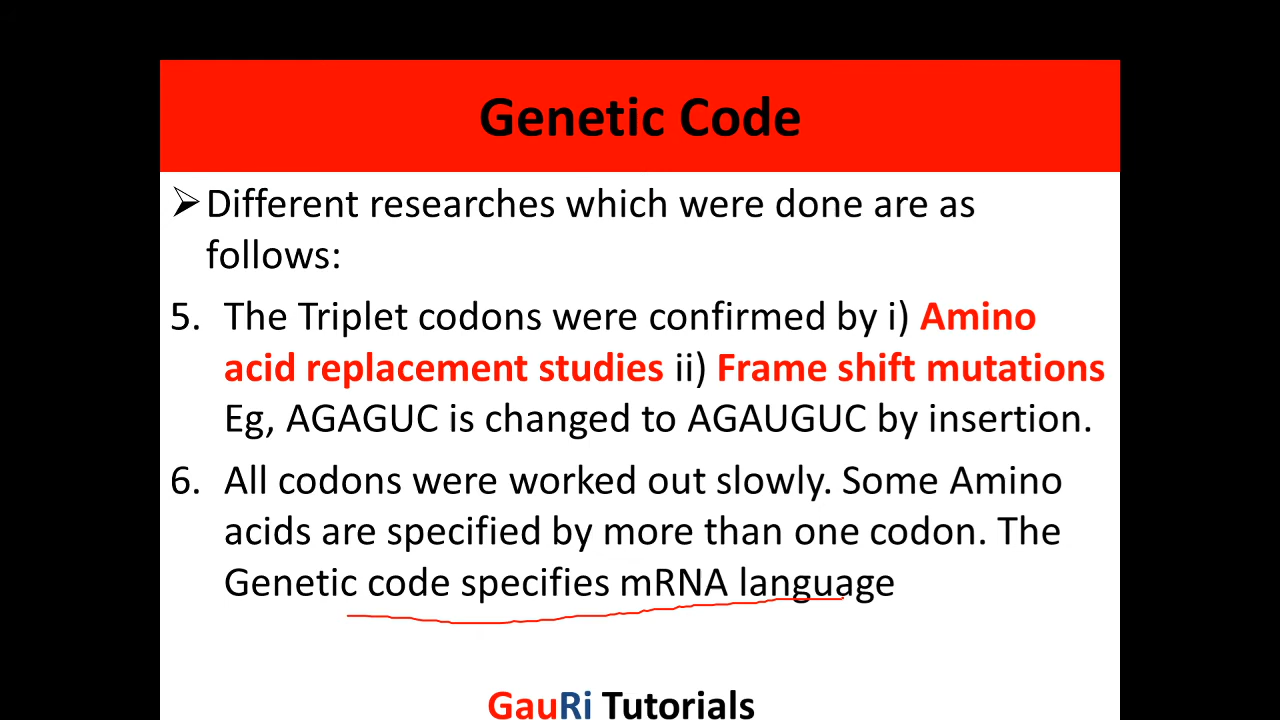 Genetic Code
➢Different researches which were done are as
follows:
5. The Triplet codons were confirmed by i) Amino
acid replacement studies ii) Frame shift mutations
Eg, AGAGUC is changed to AGAUGUC by insertion.
6. All codons were worked out slowly. Some Amino
acids are specified by more than one codon. The
Genetic code specifies mRNA language
GauRi Tutorials